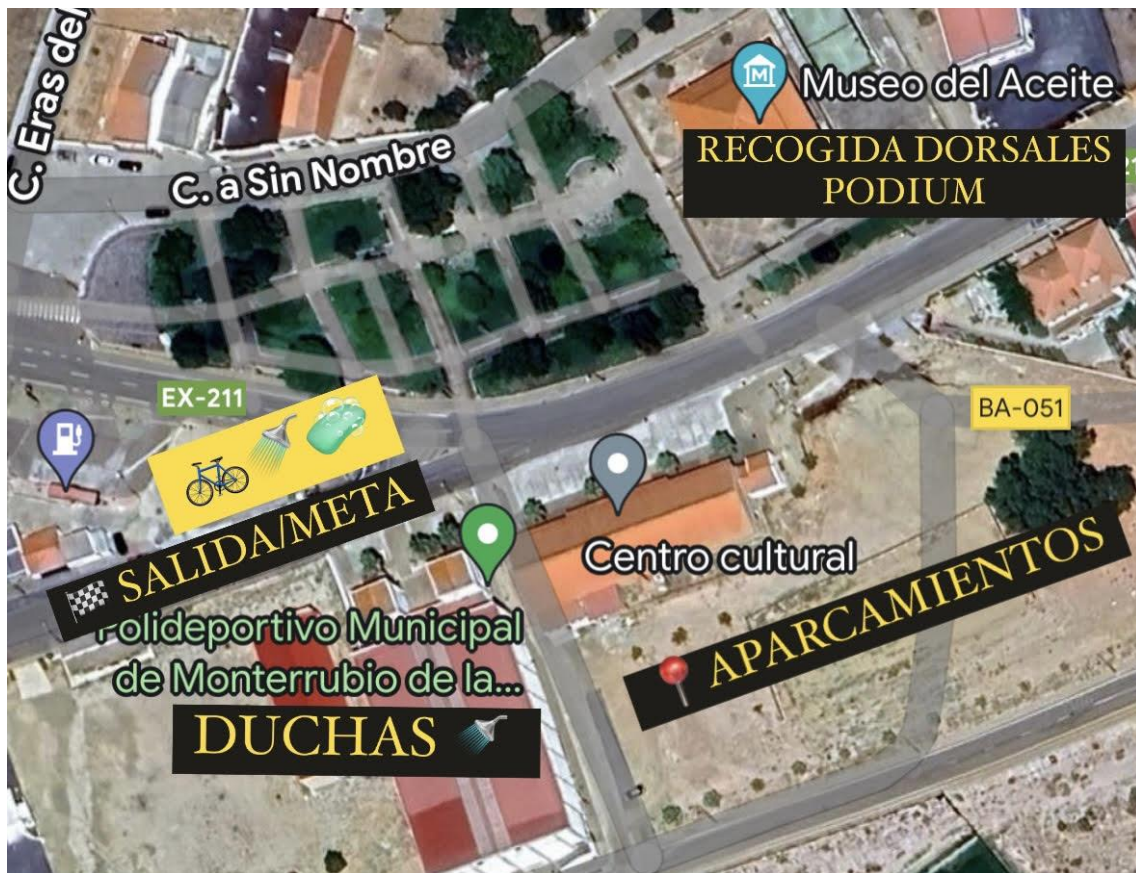 C. Eras del
Museo del Aceite
RECOGIDA DORSALES
PODIUM
C. a Sin Nombre
EX-211
BA-051
SALIDA/META
Centro cultural
APARCAMIENTOS
Polideportivo Municipal
de Monterrubio de la...
DUCHAS